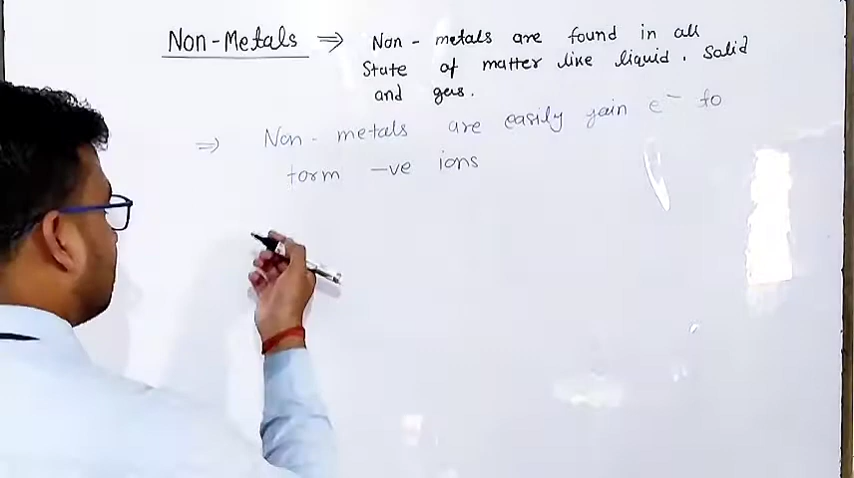 Non-Metals ⇒ Non - metals are found in all
State of matter like liquid, Solid
and gas.
⇒ Non - metals are easily gain e⁻ to
form -ve ions